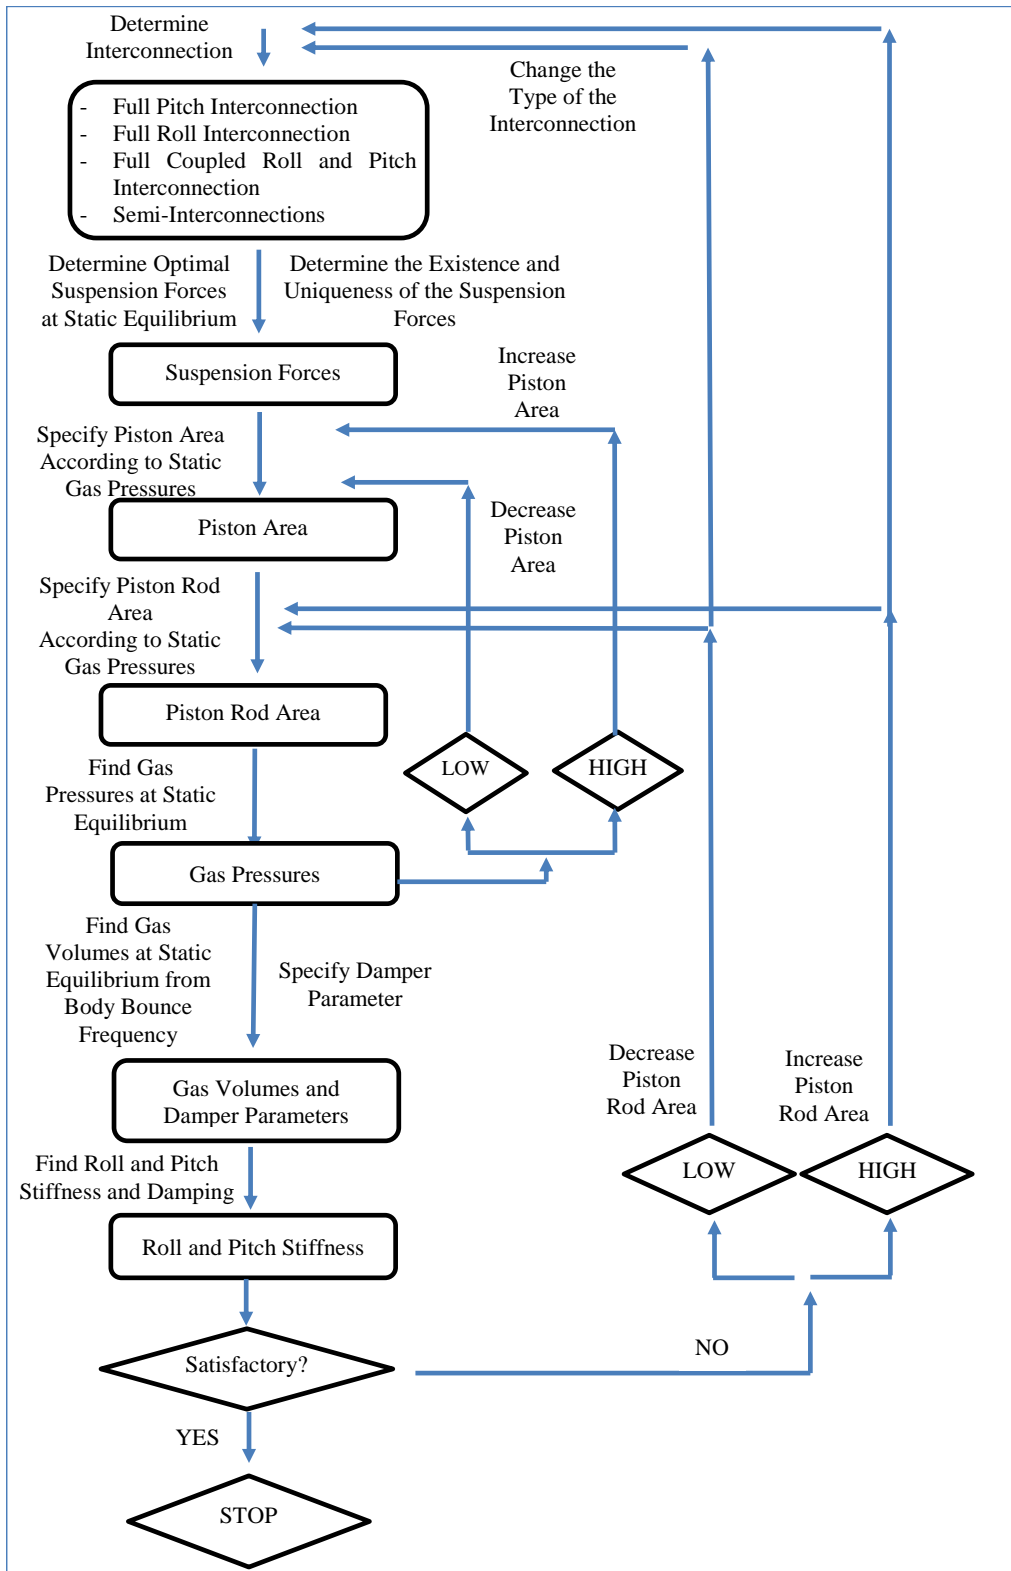 Determine
Interconnection
Change the
Type of the
Interconnection
- Full Pitch Interconnection
- Full Roll Interconnection
- Full Coupled Roll and Pitch
Interconnection
- Semi-Interconnections
Determine Optimal
Suspension Forces
at Static Equilibrium
Determine the Existence and
Uniqueness of the Suspension
Forces
Suspension Forces
Increase
Piston
Area
Specify Piston Area
According to Static
Gas Pressures
Decrease
Piston
Area
Piston Area
Specify Piston Rod
Area
According to Static
Gas Pressures
Piston Rod Area
LOW
HIGH
Find Gas
Pressures at Static
Equilibrium
Gas Pressures
Find Gas
Volumes at Static
Equilibrium from
Body Bounce
Frequency
Specify Damper
Parameter
Decrease
Piston
Rod Area
Increase
Piston
Rod Area
Gas Volumes and
Damper Parameters
Find Roll and Pitch
Stiffness and Damping
LOW
HIGH
Roll and Pitch Stiffness
Satisfactory?
NO
YES
STOP